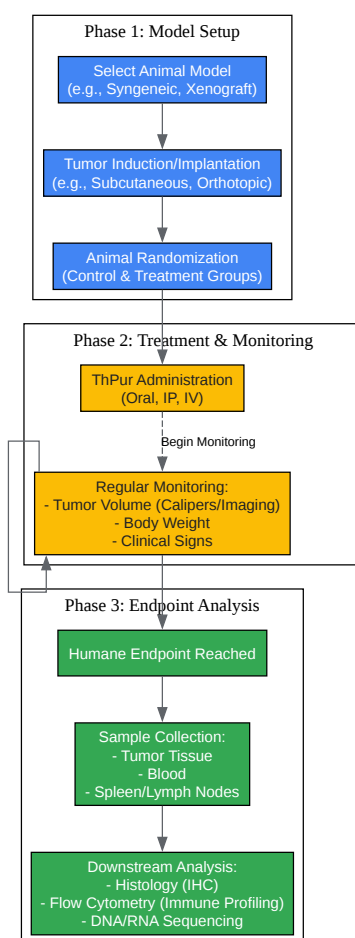 Phase 1: Model Setup
Select Animal Model
(e.g., Syngeneic, Xenograft)
Tumor Induction/Implantation
(e.g., Subcutaneous, Orthotopic)
Animal Randomization
(Control & Treatment Groups)
Phase 2: Treatment & Monitoring
ThPur Administration
(Oral, IP, IV)
Begin Monitoring
Regular Monitoring:
- Tumor Volume (Calipers/Imaging)
- Body Weight
- Clinical Signs
Phase 3: Endpoint Analysis
Humane Endpoint Reached
Sample Collection:
- Tumor Tissue
- Blood
- Spleen/Lymph Nodes
Downstream Analysis:
- Histology (IHC)
- Flow Cytometry (Immune Profiling)
- DNA/RNA Sequencing